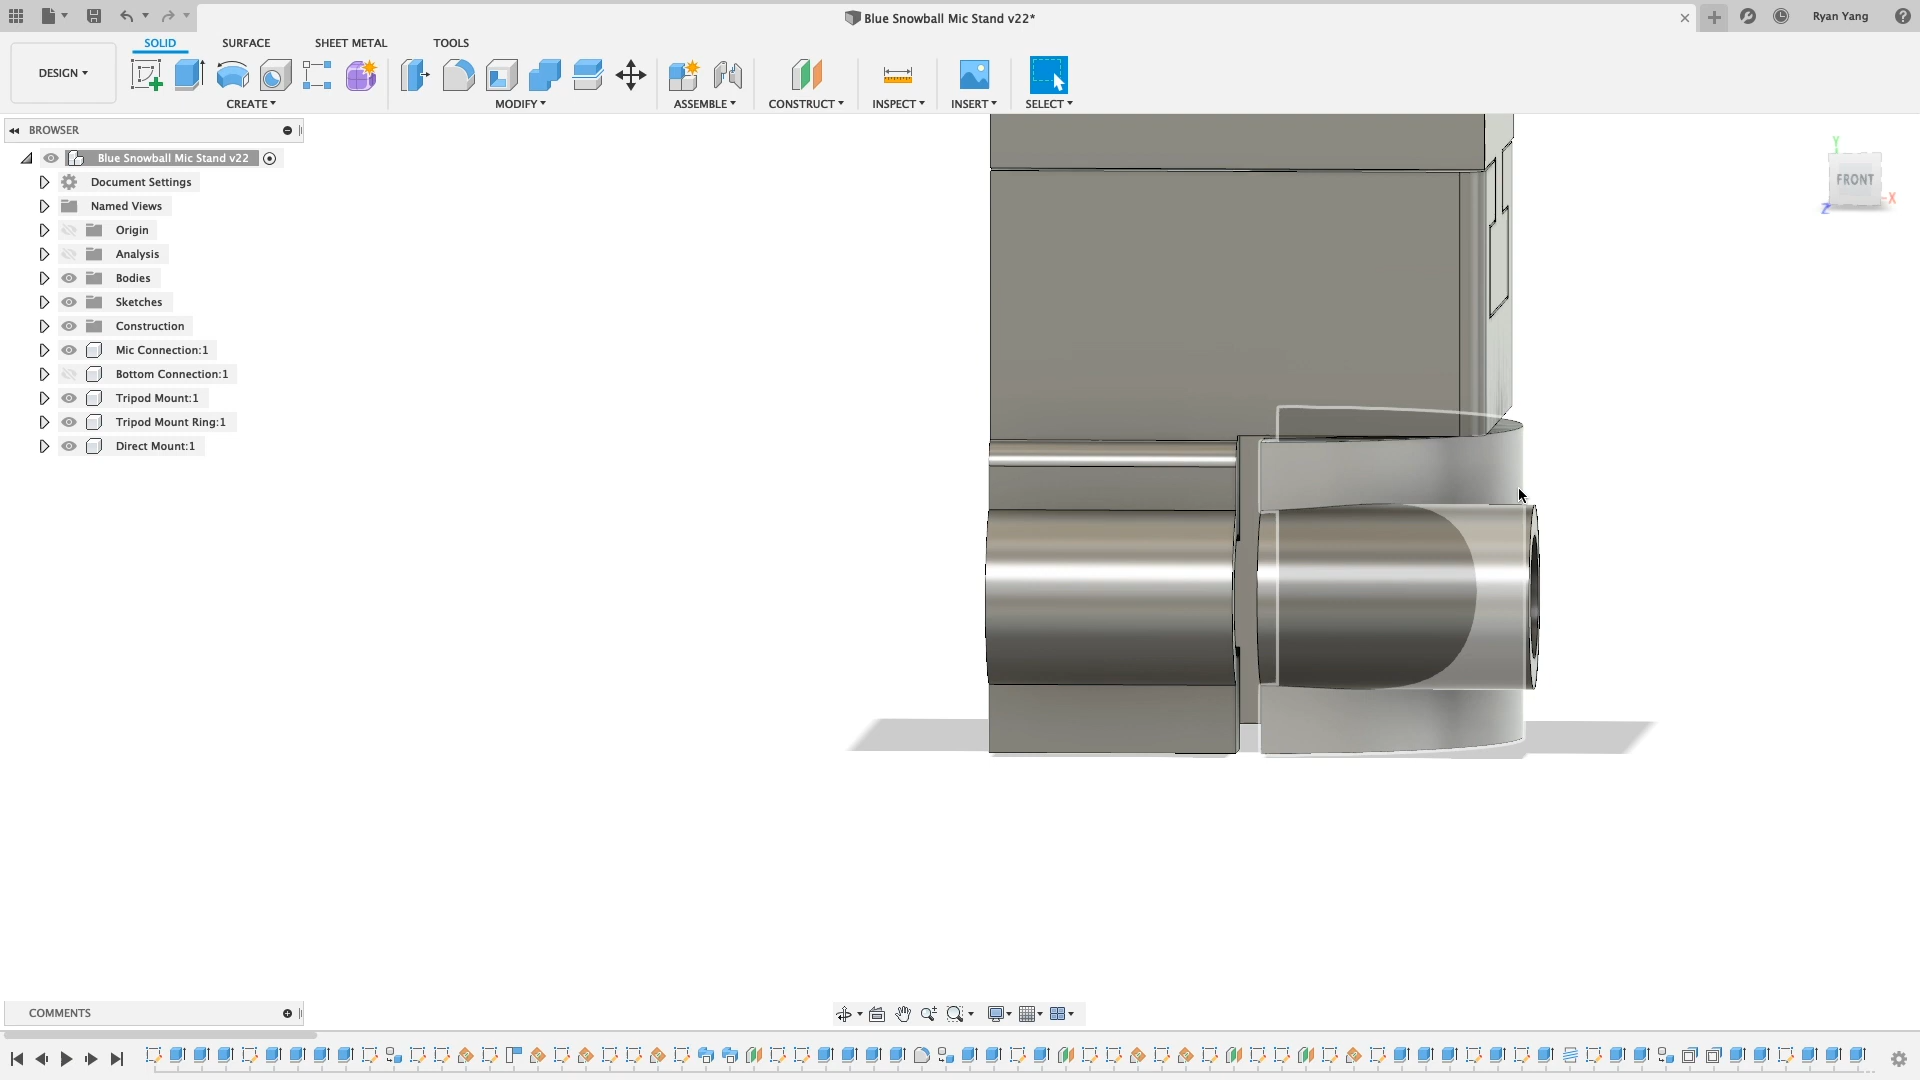 Blue Snowball Mic Stand v22*
Ryan Yang
SOLID
SURFACE
SHEET METAL
TOOLS
DESIGN
CREATE
MODIFY
ASSEMBLE
CONSTRUCT
INSPECT
INSERT
SELECT
BROWSER
Blue Snowball Mic Stand v22
Document Settings
Named Views
Origin
Analysis
Bodies
Sketches
Construction
Mic Connection:1
Bottom Connection:1
Tripod Mount:1
Tripod Mount Ring:1
Direct Mount:1
Y
FRONT
-X
Z
COMMENTS